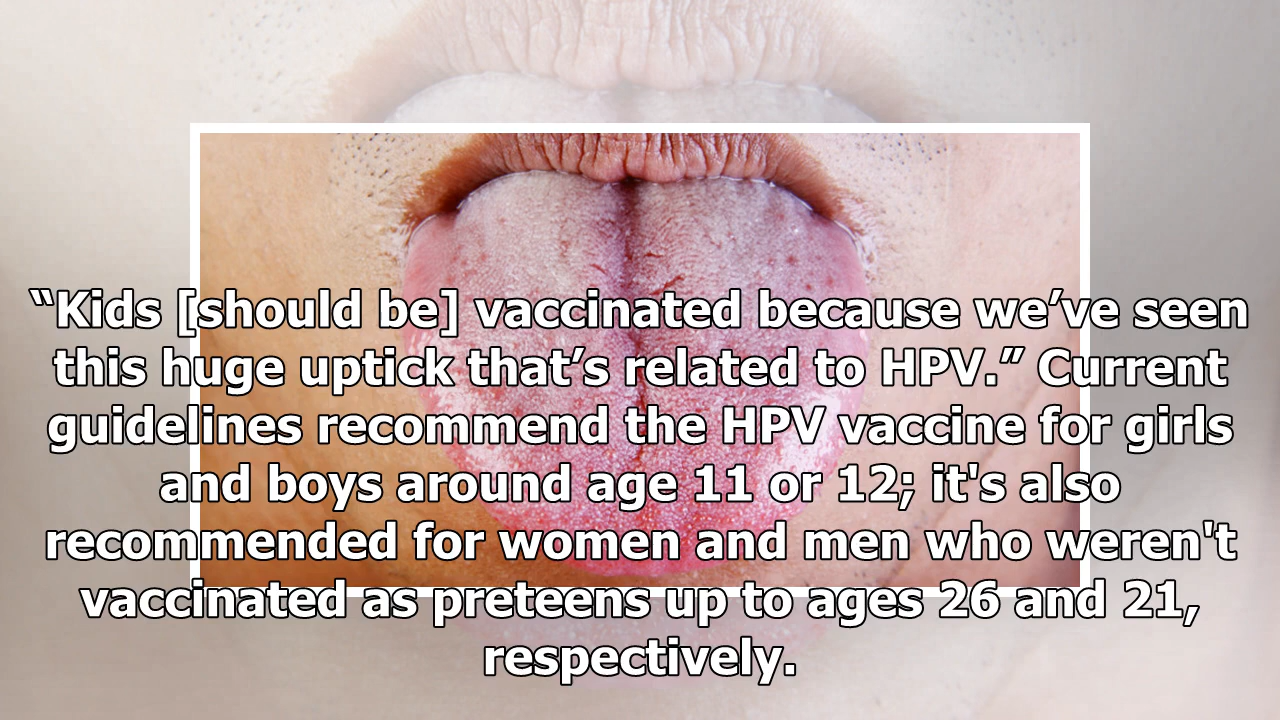 “Kids [should be] vaccinated because we’ve seen
this huge uptick that’s related to HPV.” Current
guidelines recommend the HPV vaccine for girls
and boys around age 11 or 12; it's also
recommended for women and men who weren't
vaccinated as preteens up to ages 26 and 21,
respectively.